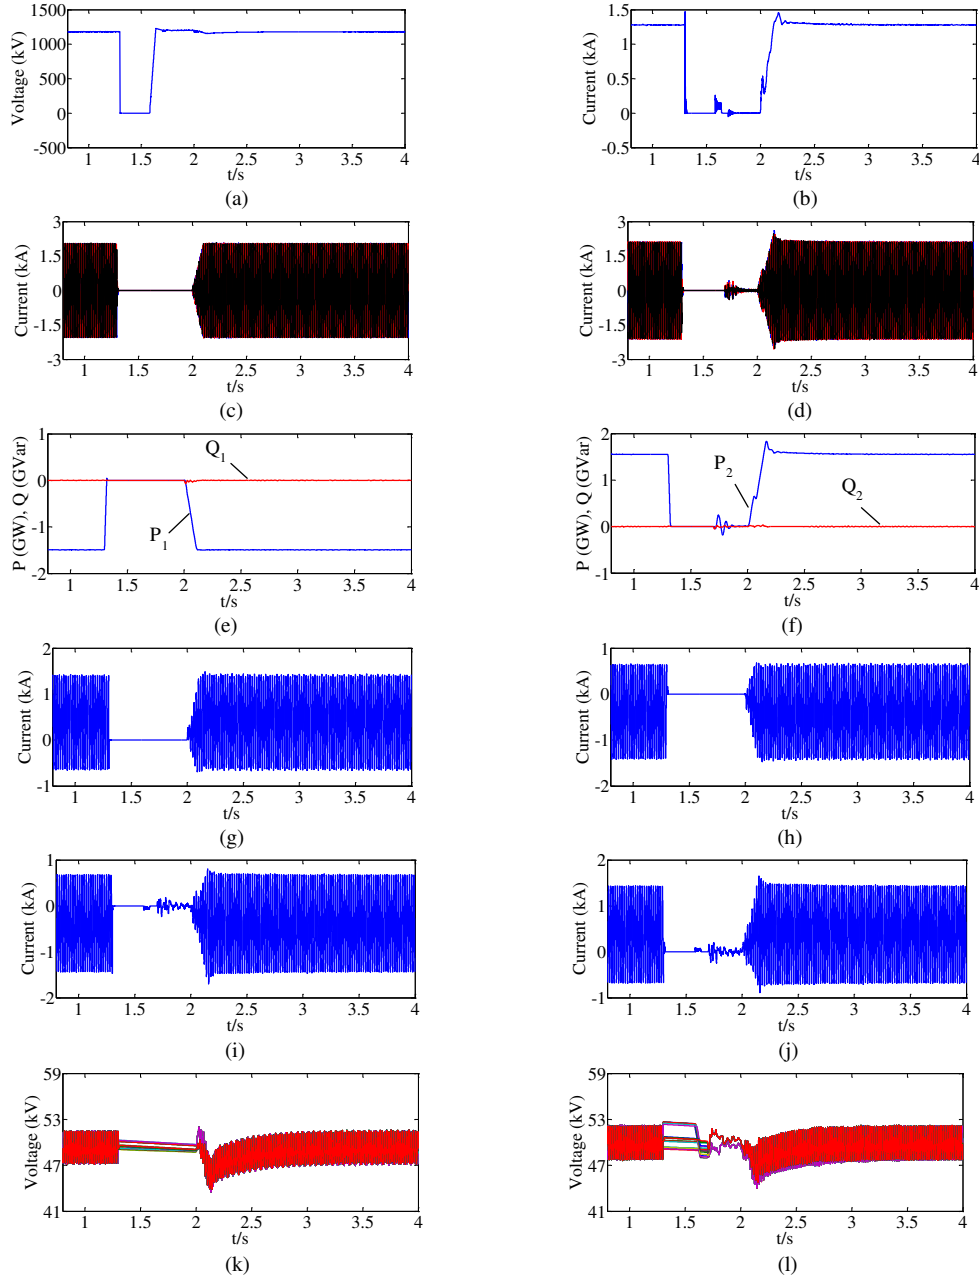 Voltage (kV)
1500
1000
500
0
-500
1 1.5 2 2.5 3 3.5 4
t/s
(a)
Current (kA)
1.5
1
0.5
0
0.5
1 1.5 2 2.5 3 3.5 4
t/s
(b)
Current (kA)
3
1.5
0
-1.5
-3
1 1.5 2 2.5 3 3.5 4
t/s
(c)
Current (kA)
3
1.5
0
-1.5
-3
1 1.5 2 2.5 3 3.5 4
t/s
(d)
P (GW), Q (GVar)
1
0
-1
-2
Q1
P1
1 1.5 2 2.5 3 3.5 4
t/s
(e)
P (GW), Q (GVar)
2
1
0
-1
P2
Q2
1 1.5 2 2.5 3 3.5 4
t/s
(f)
Current (kA)
2
1
0
-1
1 1.5 2 2.5 3 3.5 4
t/s
(g)
Current (kA)
1
0
-1
-2
1 1.5 2 2.5 3 3.5 4
t/s
(h)
Current (kA)
1
0
-1
-2
1 1.5 2 2.5 3 3.5 4
t/s
(i)
Current (kA)
2
1
0
-1
1 1.5 2 2.5 3 3.5 4
t/s
(j)
Voltage (kV)
59
53
47
41
1 1.5 2 2.5 3 3.5 4
t/s
(k)
Voltage (kV)
59
53
47
41
1 1.5 2 2.5 3 3.5 4
t/s
(l)